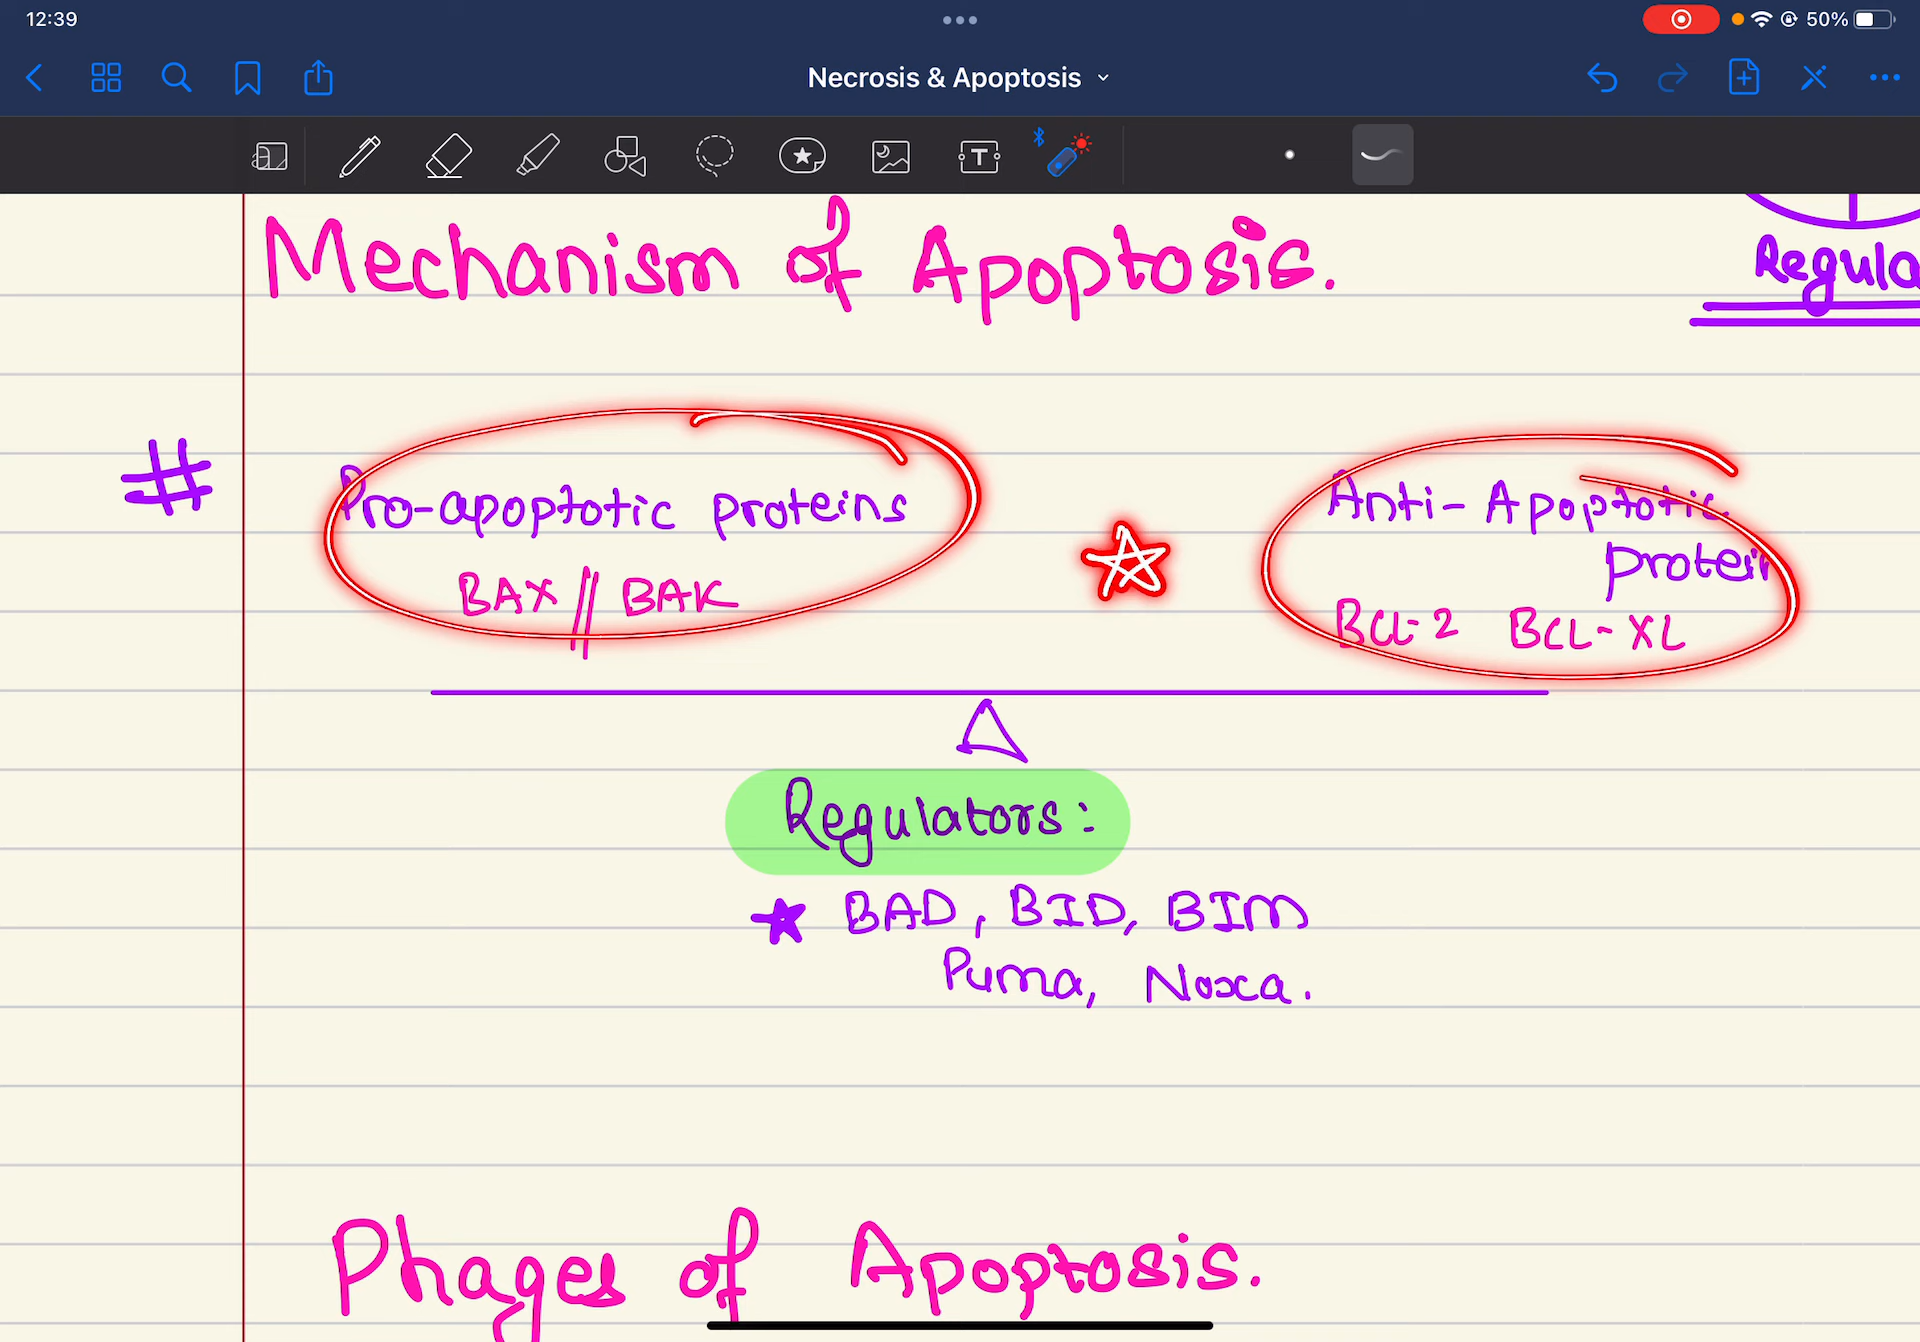 12:39
50%
Necrosis & Apoptosis
Mechanism of Apoptosis.
Regula
# Pro-apoptotic proteins
Anti-Apoptotic
protein
BAX // BAK
BCL-2 BCL-XL
Regulators:
★ BAD, BID, BIM
Puma, Noxa.
Phages of Apoptosis.